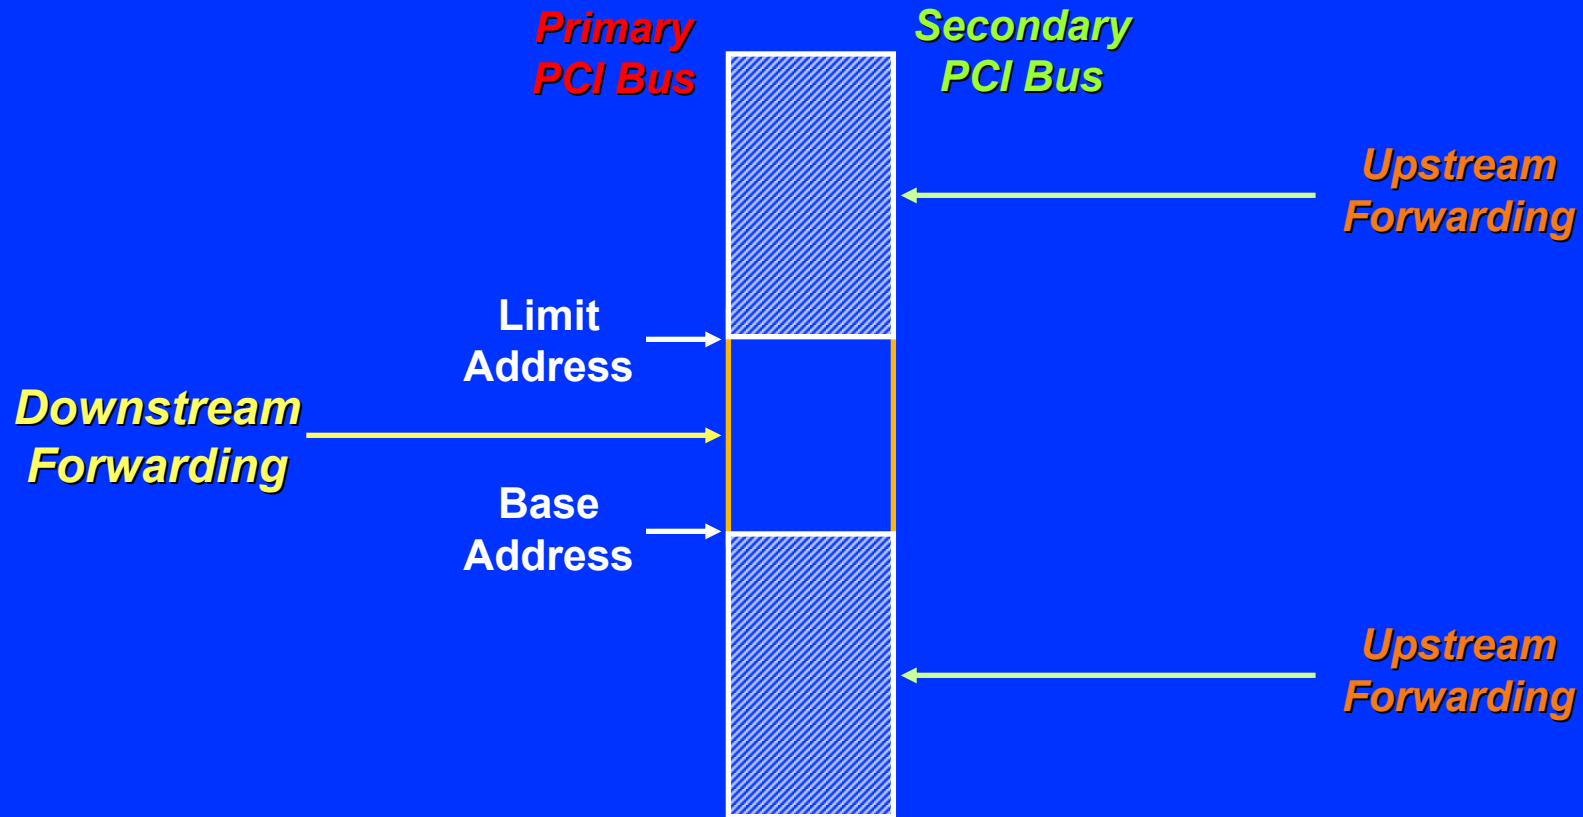 Primary
PCI Bus
Secondary
PCI Bus
Upstream
Forwarding
Limit
Address
Downstream
Forwarding
Base
Address
Upstream
Forwarding